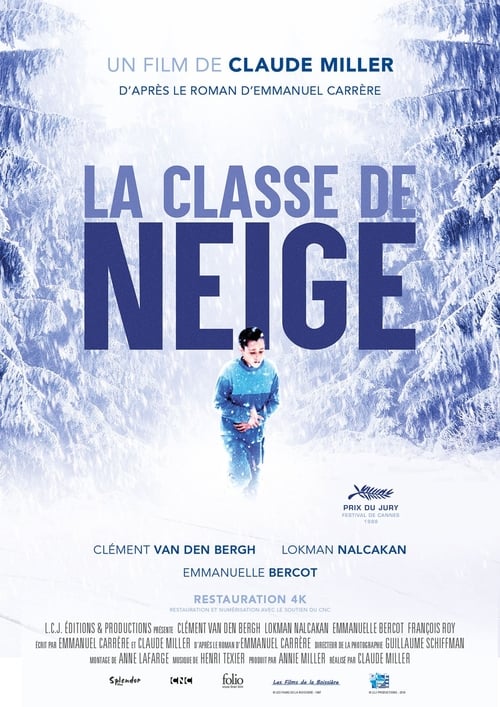 UN FILM DE CLAUDE MILLER
D'APRÈS LE ROMAN D'EMMANUEL CARRÈRE
LA CLASSE DE
NEIGE
PRIX DU JURY
FESTIVAL DE CANNES
1998
CLÉMENT VAN DEN BERGH LOKMAN NALCAKAN
EMMANUELLE BERCOT
RESTAURATION 4K
RESTAURATION ET NUMÉRISATION AVEC LE SOUTIEN DU CNC
L.C.J. ÉDITIONS & PRODUCTIONS PRÉSENTE CLÉMENT VAN DEN BERGH LOKMAN NALCAKAN EMMANUELLE BERCOT FRANÇOIS ROY
ÉCRIT PAR EMMANUEL CARRÈRE ET CLAUDE MILLER D'APRÈS LE ROMAN D'EMMANUEL CARRÈRE DIRECTEUR DE LA PHOTOGRAPHIE GUILLAUME SCHIFFMAN
MONTAGE DE ANNE LAFARGE MUSIQUE DE HENRI TEXIER PRODUIT PAR ANNIE MILLER RÉALISÉ PAR CLAUDE MILLER
Splendor CNC folio Les Films de la Boissière